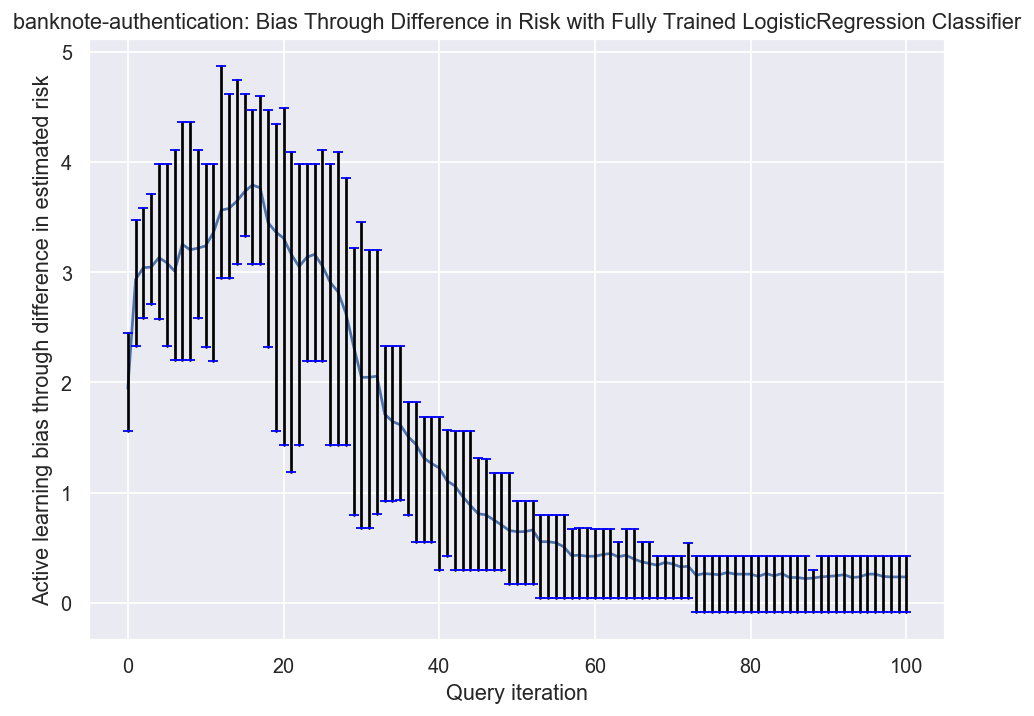 banknote-authentication: Bias Through Difference in Risk with Fully Trained LogisticRegression Classifier
Active learning bias through difference in estimated risk
5
4
3
2
1
0
0 20 40 60 80 100
Query iteration